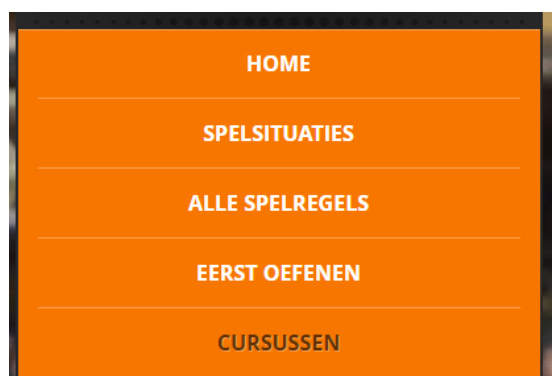 HOME
SPELSITUATIES
ALLE SPELREGELS
EERST OEFENEN
CURSUSSEN